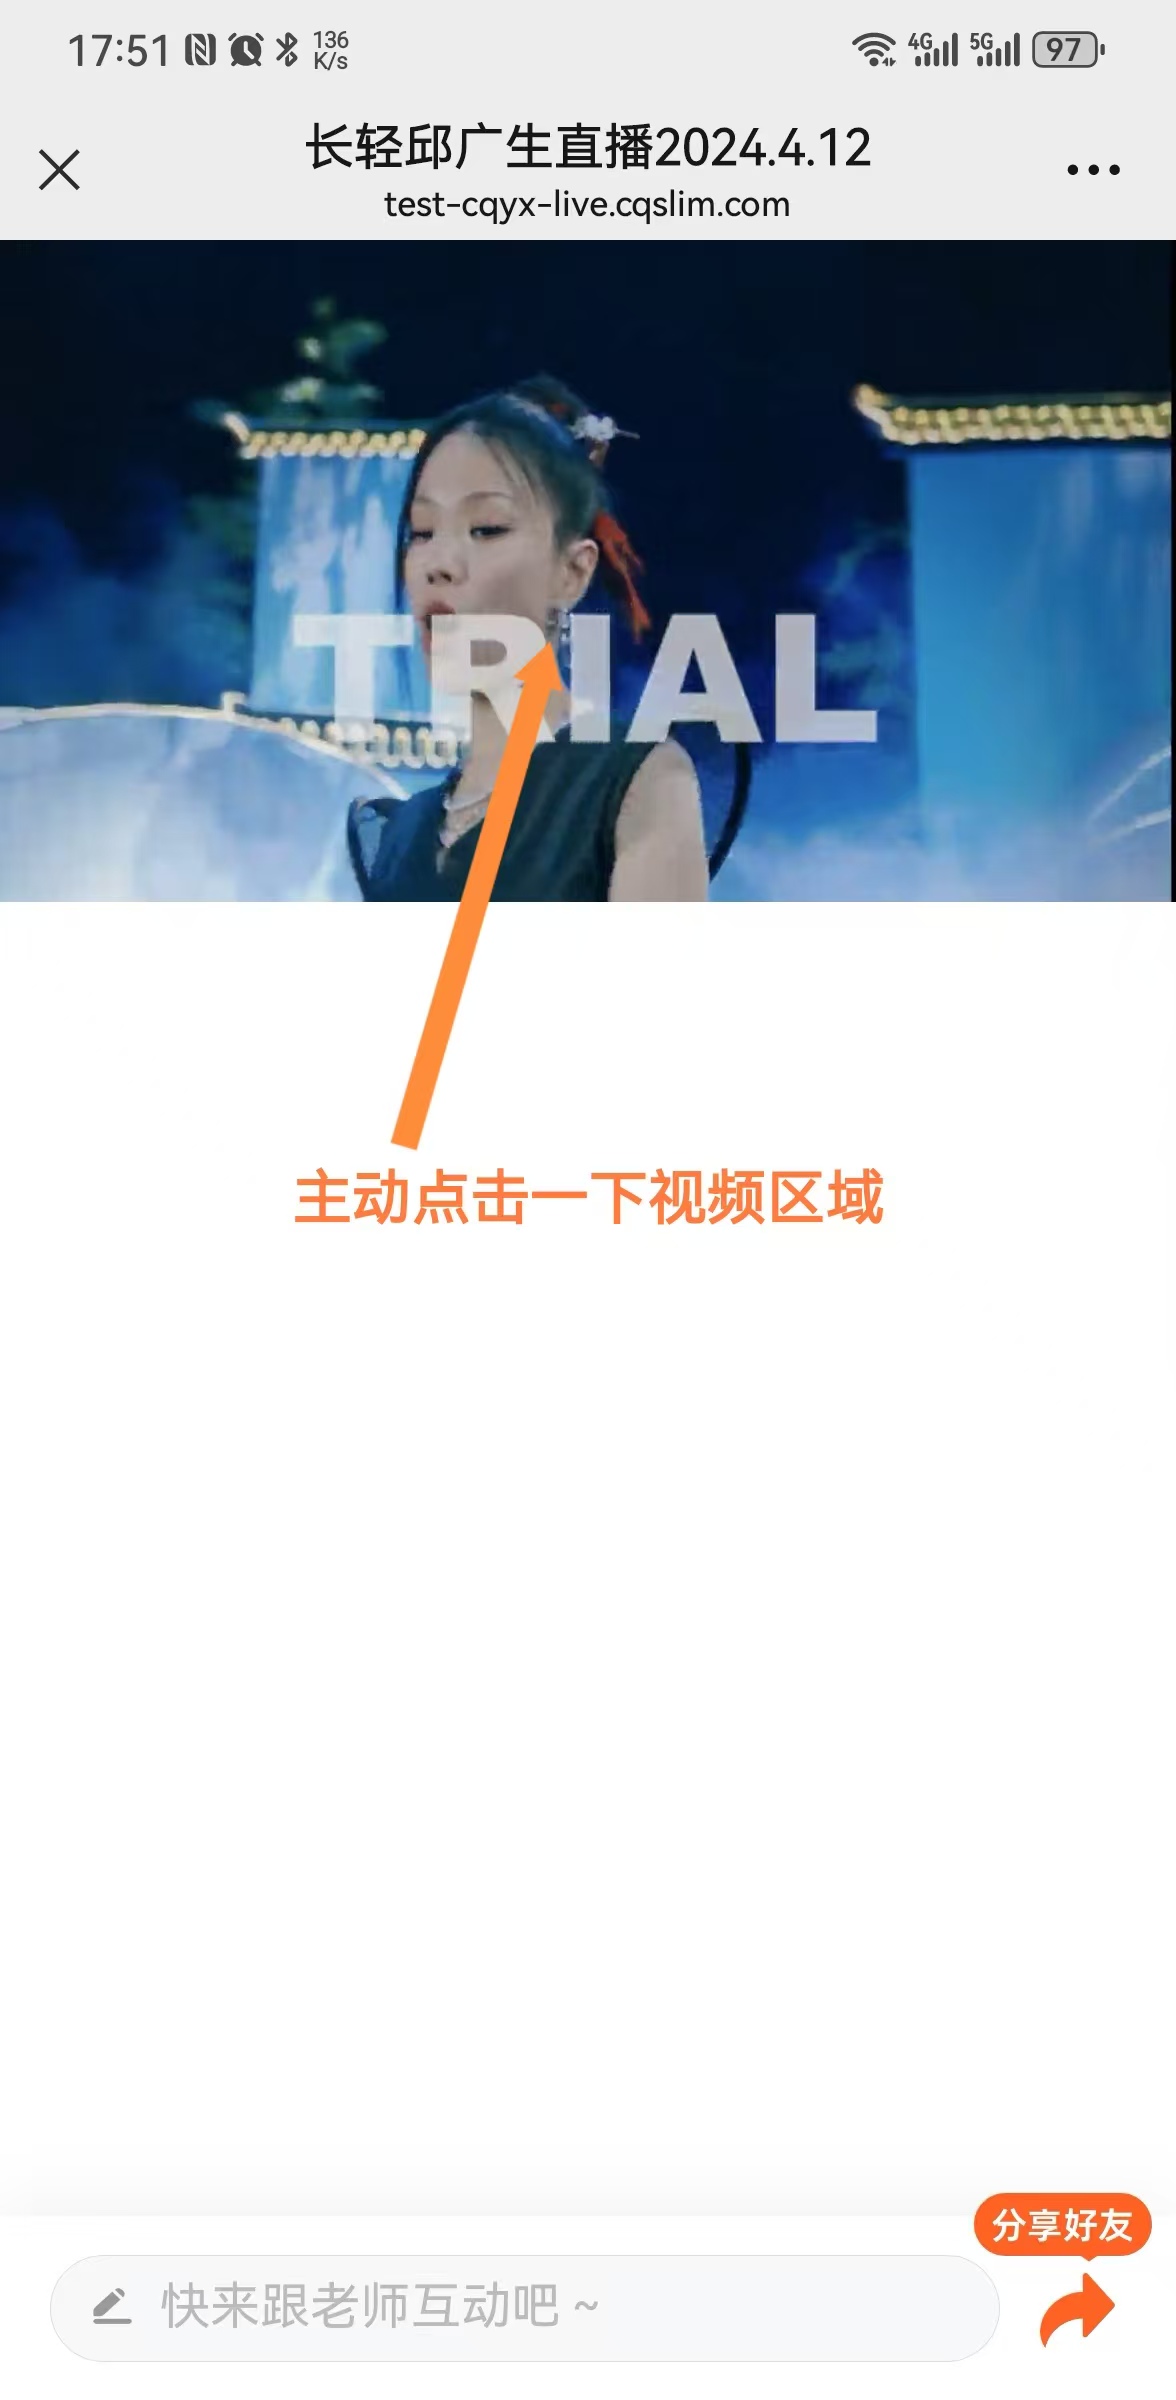 17:51 136 K/s 4G 5G 97
长轻邱广生直播2024.4.12
test-cqyx-live.cqslim.com
TRIAL
主动点击一下视频区域
分享好友
快来跟老师互动吧 ~